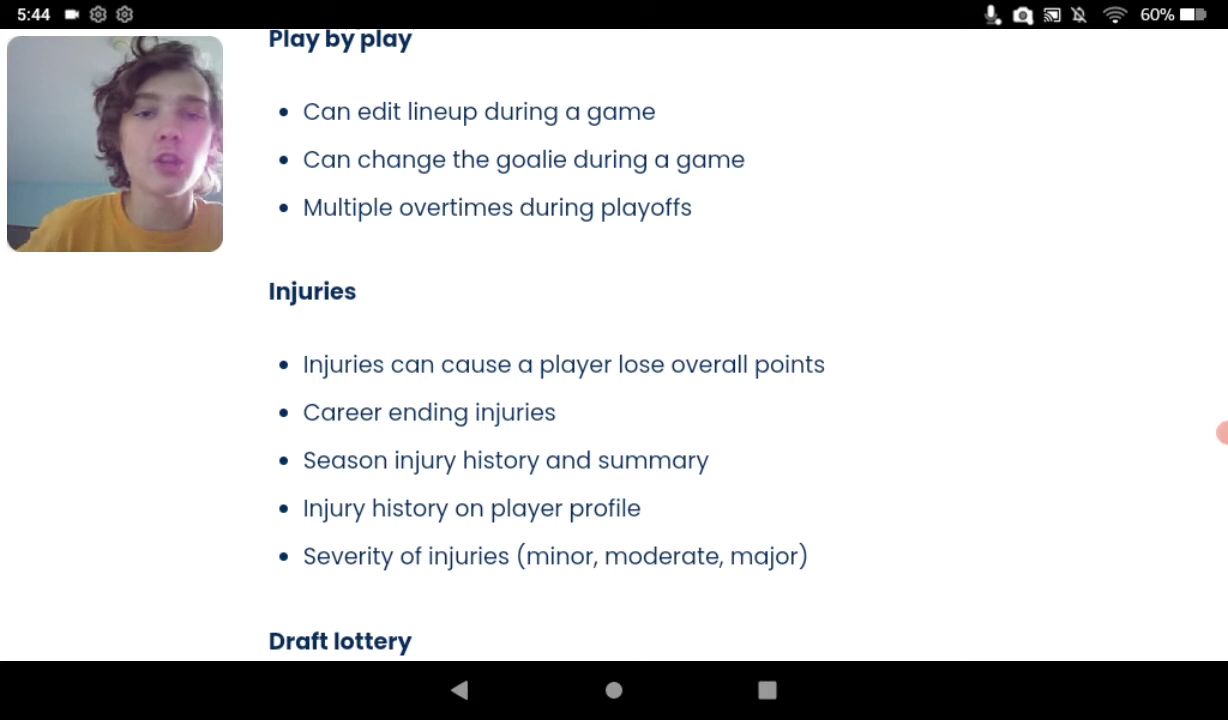 5:44
60%
Play by play
Can edit lineup during a game
Can change the goalie during a game
Multiple overtimes during playoffs
Injuries
Injuries can cause a player lose overall points
Career ending injuries
Season injury history and summary
Injury history on player profile
Severity of injuries (minor, moderate, major)
Draft lottery